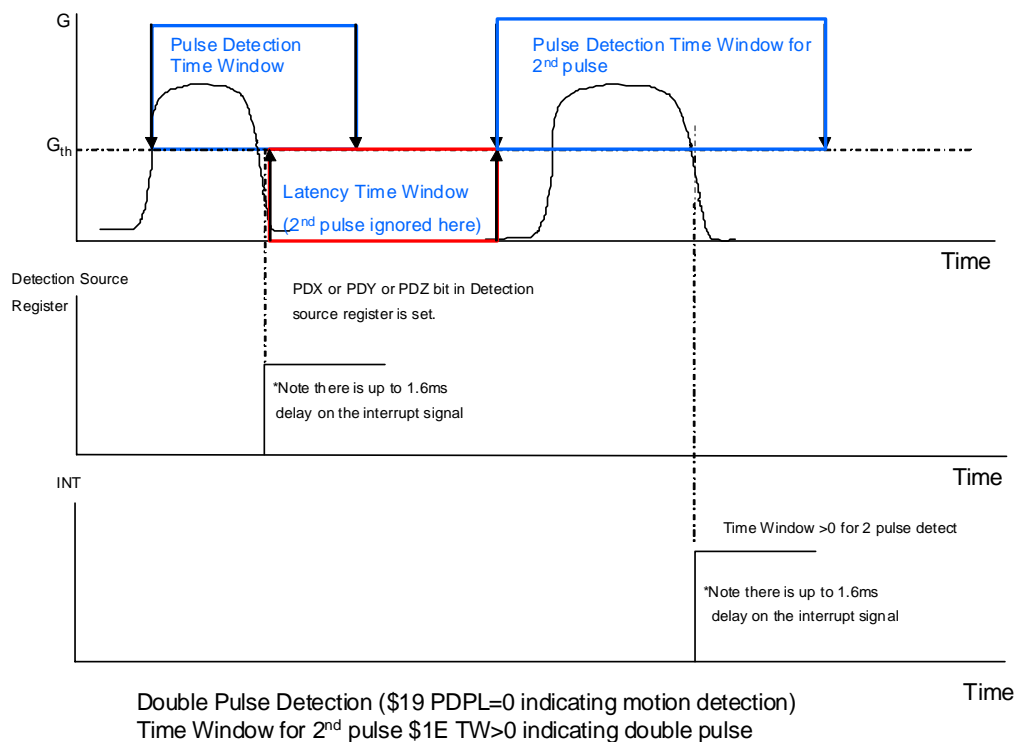 G
Pulse Detection
Time Window
Pulse Detection Time Window for
2nd pulse
Gth
Latency Time Window
(2nd pulse ignored here)
Time
Detection Source
Register
PDX or PDY or PDZ bit in Detection
source register is set.
*Note there is up to 1.6ms
delay on the interrupt signal
Time
INT
Time Window >0 for 2 pulse detect
*Note there is up to 1.6ms
delay on the interrupt signal
Time
Double Pulse Detection ($19 PDPL=0 indicating motion detection)
Time Window for 2nd pulse $1E TW>0 indicating double pulse